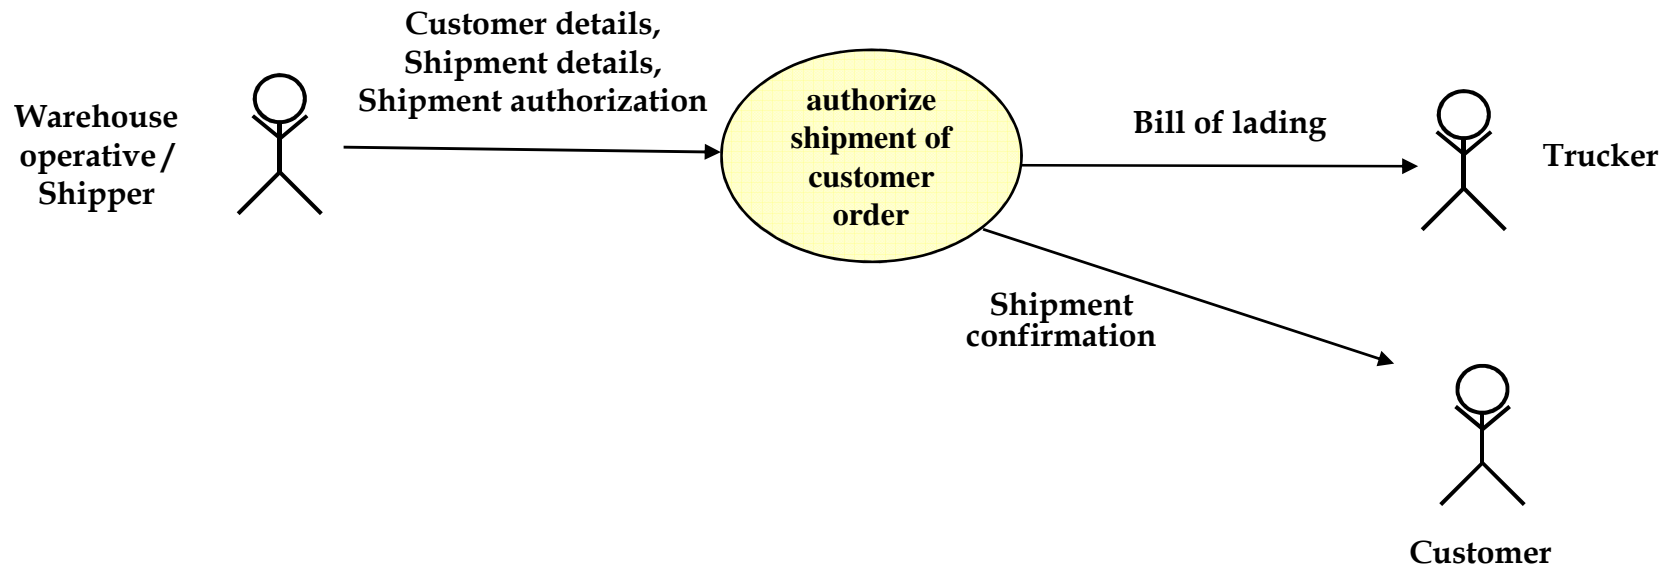 Customer details,
Shipment details,
Shipment authorization
Warehouse
operative /
Shipper
authorize
shipment of
customer
order
Bill of lading
Trucker
Shipment
confirmation
Customer